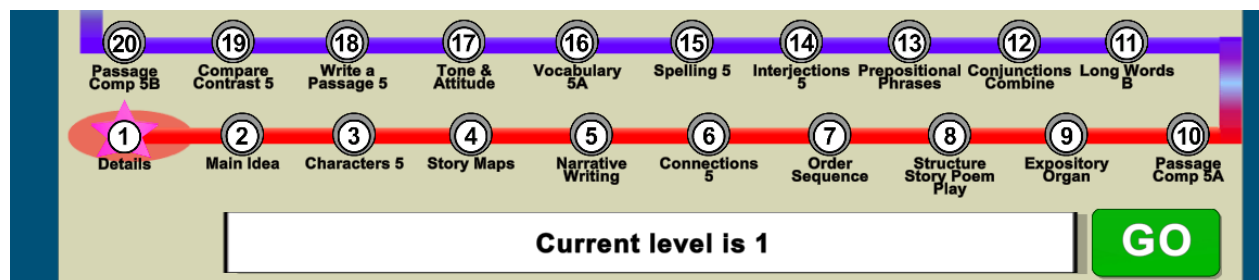 20 19 18 17 16 15 14 13 12 11
Passage Comp 5B
Compare Contrast 5
Write a Passage 5
Tone & Attitude
Vocabulary 5A
Spelling 5
Interjections 5
Prepositional Phrases
Conjunctions Combine
Long Words B
1 2 3 4 5 6 7 8 9 10
Details
Main Idea
Characters 5
Story Maps
Narrative Writing
Connections 5
Order Sequence
Structure Story Poem Play
Expository Organ
Passage Comp 5A
Current level is 1
GO